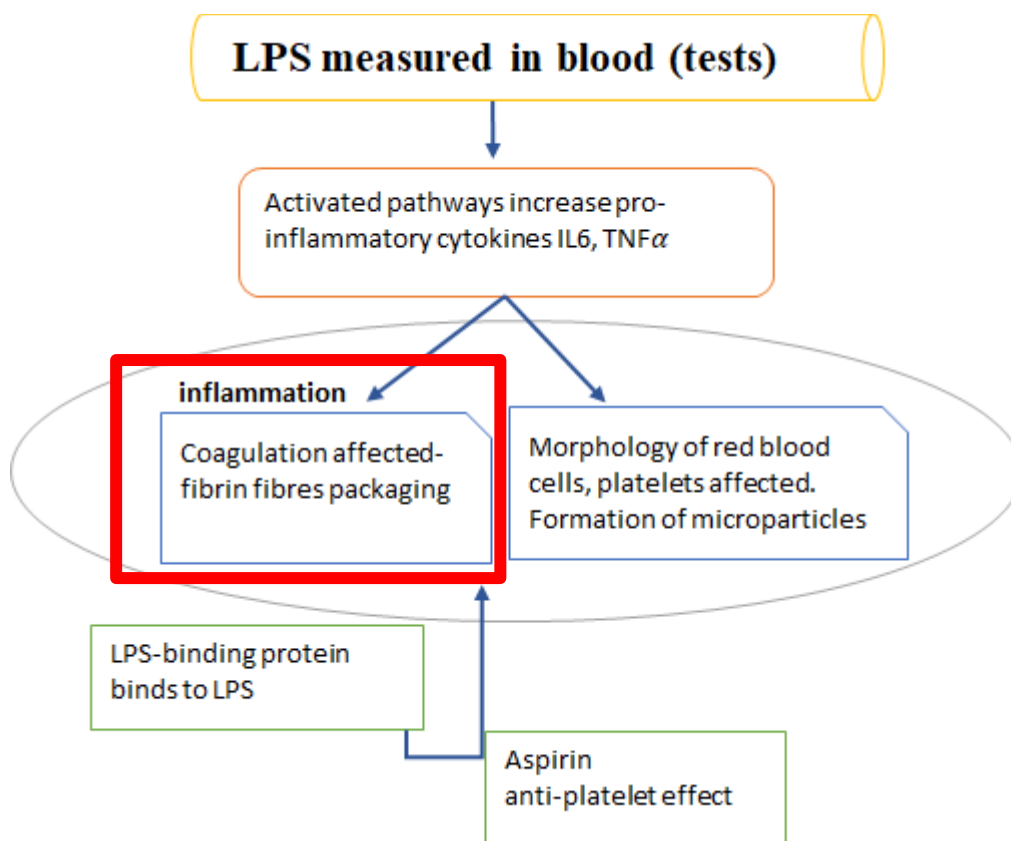 LPS measured in blood (tests)
Activated pathways increase pro-
inflammatory cytokines IL6, TNFα
inflammation
Coagulation affected-
fibrin fibres packaging
Morphology of red blood
cells, platelets affected.
Formation of microparticles
LPS-binding protein
binds to LPS
Aspirin
anti-platelet effect